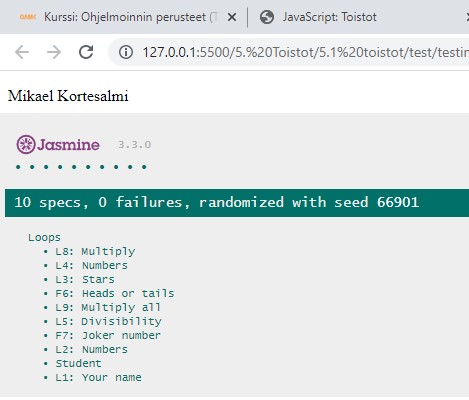 OAMK Kurssi: Ohjelmoinnin perusteet (T
JavaScript: Toistot
127.0.0.1:5500/5.%20Toistot/5.1%20toistot/test/testin
Mikael Kortesalmi
Jasmine 3.3.0
10 specs, 0 failures, randomized with seed 66901
Loops
• L8: Multiply
• L4: Numbers
• L3: Stars
• F6: Heads or tails
• L9: Multiply all
• L5: Divisibility
• F7: Joker number
• L2: Numbers
• Student
• L1: Your name